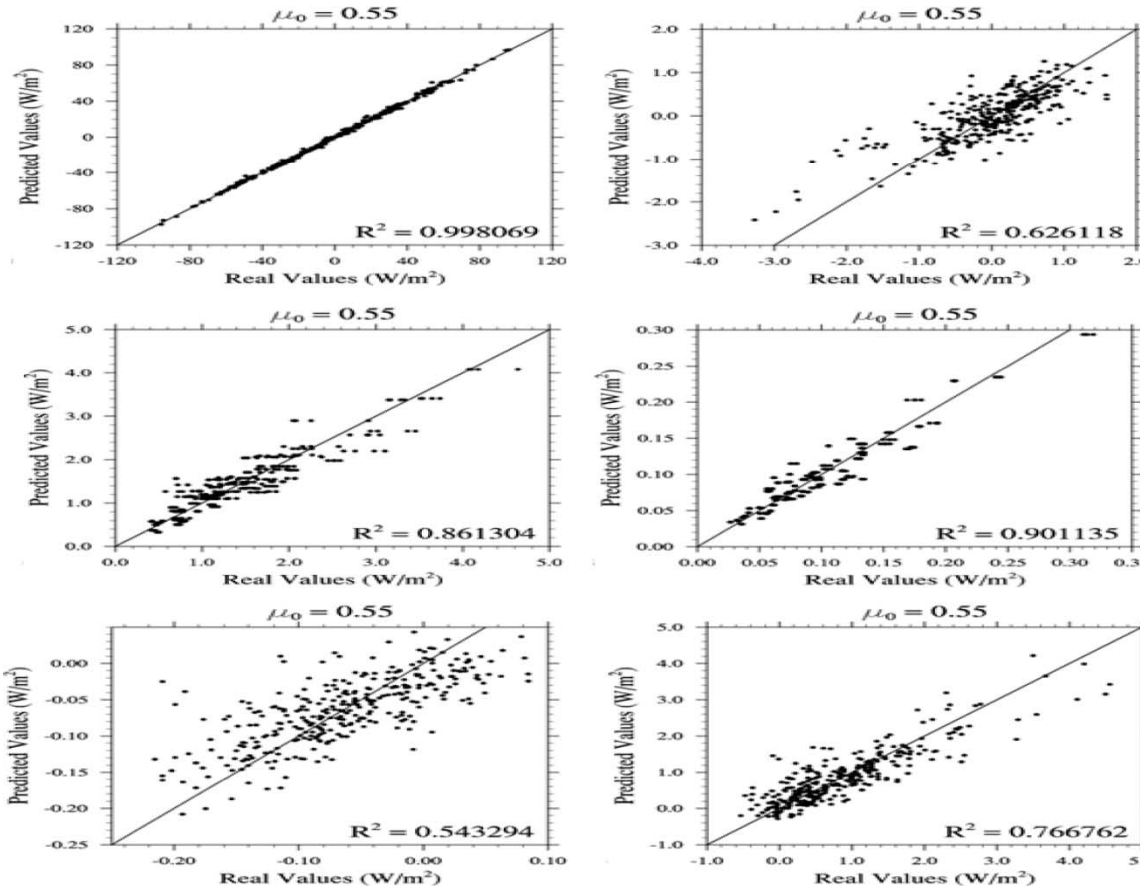 μ₀ = 0.55
120
80
40
0
-40
-80
-120
Predicted Values (W/m²)
R² = 0.998069
-120 -80 -40 0 40 80 120
Real Values (W/m²)
μ₀ = 0.55
2.0
1.0
0.0
-1.0
-2.0
-3.0
Predicted Values (W/m²)
R² = 0.626118
-4.0 -3.0 -2.0 -1.0 0.0 1.0 2.0
Real Values (W/m²)
μ₀ = 0.55
5.0
4.0
3.0
2.0
1.0
0.0
Predicted Values (W/m²)
R² = 0.861304
0.0 1.0 2.0 3.0 4.0 5.0
Real Values (W/m²)
μ₀ = 0.55
0.30
0.25
0.20
0.15
0.10
0.05
0.00
Predicted Values (W/m²)
R² = 0.901135
0.00 0.05 0.10 0.15 0.20 0.25 0.30
Real Values (W/m²)
μ₀ = 0.55
0.00
-0.05
-0.10
-0.15
-0.20
-0.25
Predicted Values (W/m²)
R² = 0.543294
-0.20 -0.10 0.00 0.10
Real Values (W/m²)
μ₀ = 0.55
5.0
4.0
3.0
2.0
1.0
0.0
-1.0
Predicted Values (W/m²)
R² = 0.766762
-1.0 0.0 1.0 2.0 3.0 4.0 5.0
Real Values (W/m²)